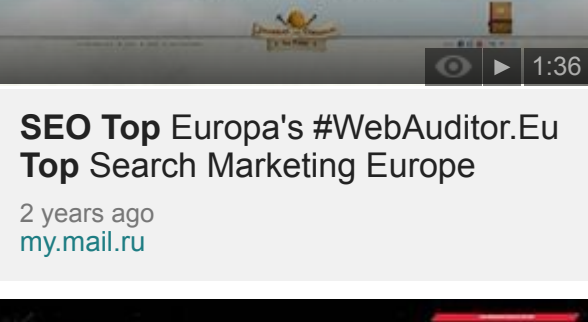 1:36
SEO Top Europa's #WebAuditor.Eu
Top Search Marketing Europe
2 years ago
my.mail.ru